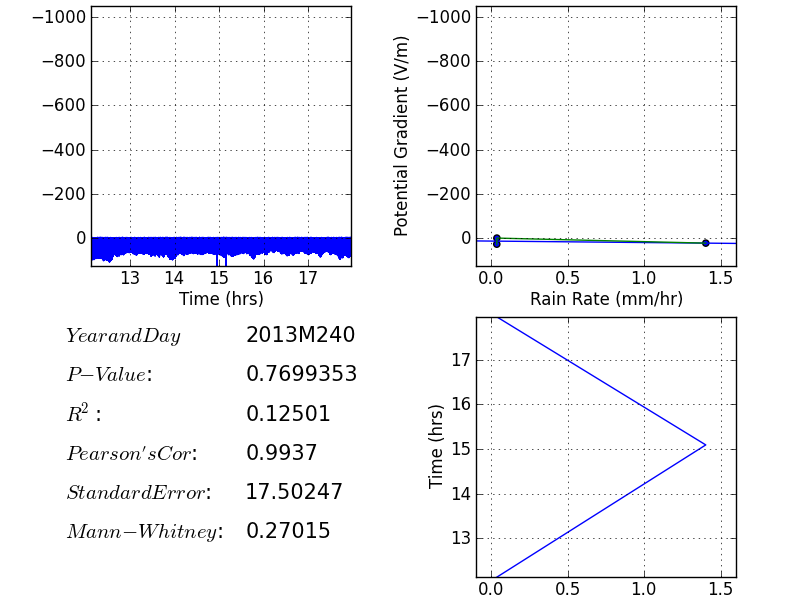 −1000
−800
−600
−400
−200
0
13 14 15 16 17
Time (hrs)
−1000
−800
−600
−400
−200
0
Potential Gradient (V/m)
0.0 0.5 1.0 1.5
Rain Rate (mm/hr)
YearandDay 2013M240
P−Value: 0.7699353
R² : 0.12501
Pearson'sCor: 0.9937
StandardError: 17.50247
Mann−Whitney: 0.27015
17
16
15
14
13
Time (hrs)
0.0 0.5 1.0 1.5